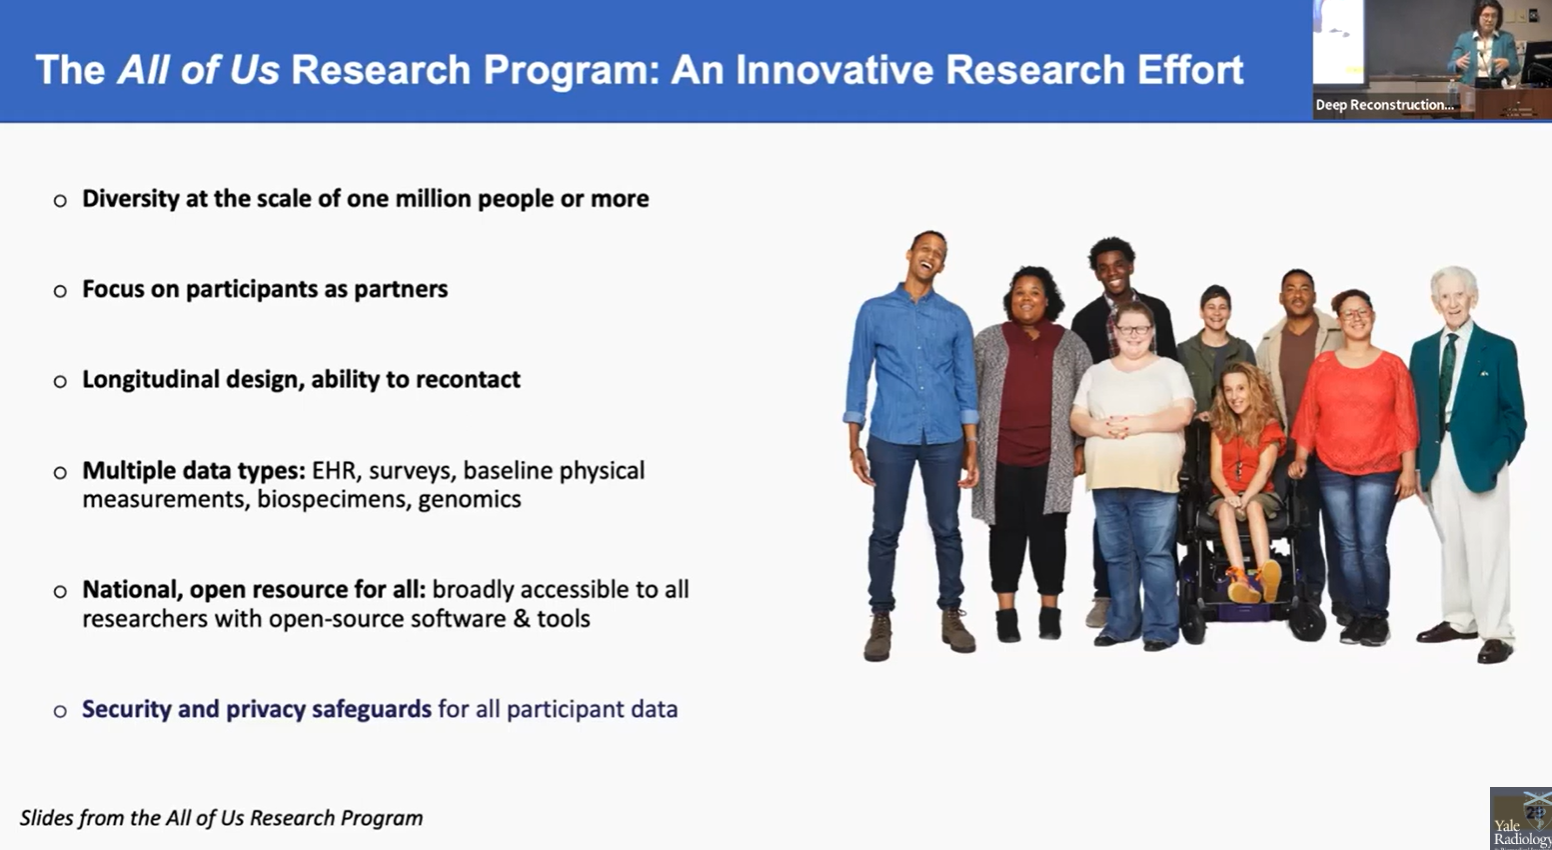 The All of Us Research Program: An Innovative Research Effort
Deep Reconstruction...
o Diversity at the scale of one million people or more
o Focus on participants as partners
o Longitudinal design, ability to recontact
o Multiple data types: EHR, surveys, baseline physical
measurements, biospecimens, genomics
o National, open resource for all: broadly accessible to all
researchers with open-source software & tools
o Security and privacy safeguards for all participant data
Slides from the All of Us Research Program
Yale
Radiology